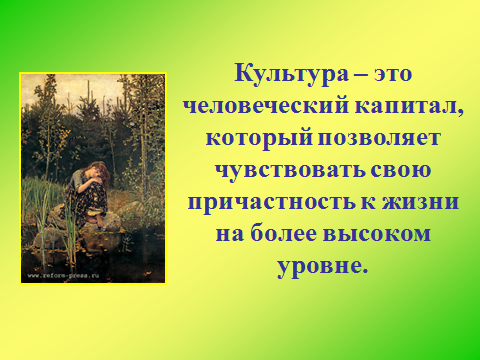 Культура – это
человеческий капитал,
который позволяет
чувствовать свою
причастность к жизни
на более высоком
уровне.
www.reform-press.ru